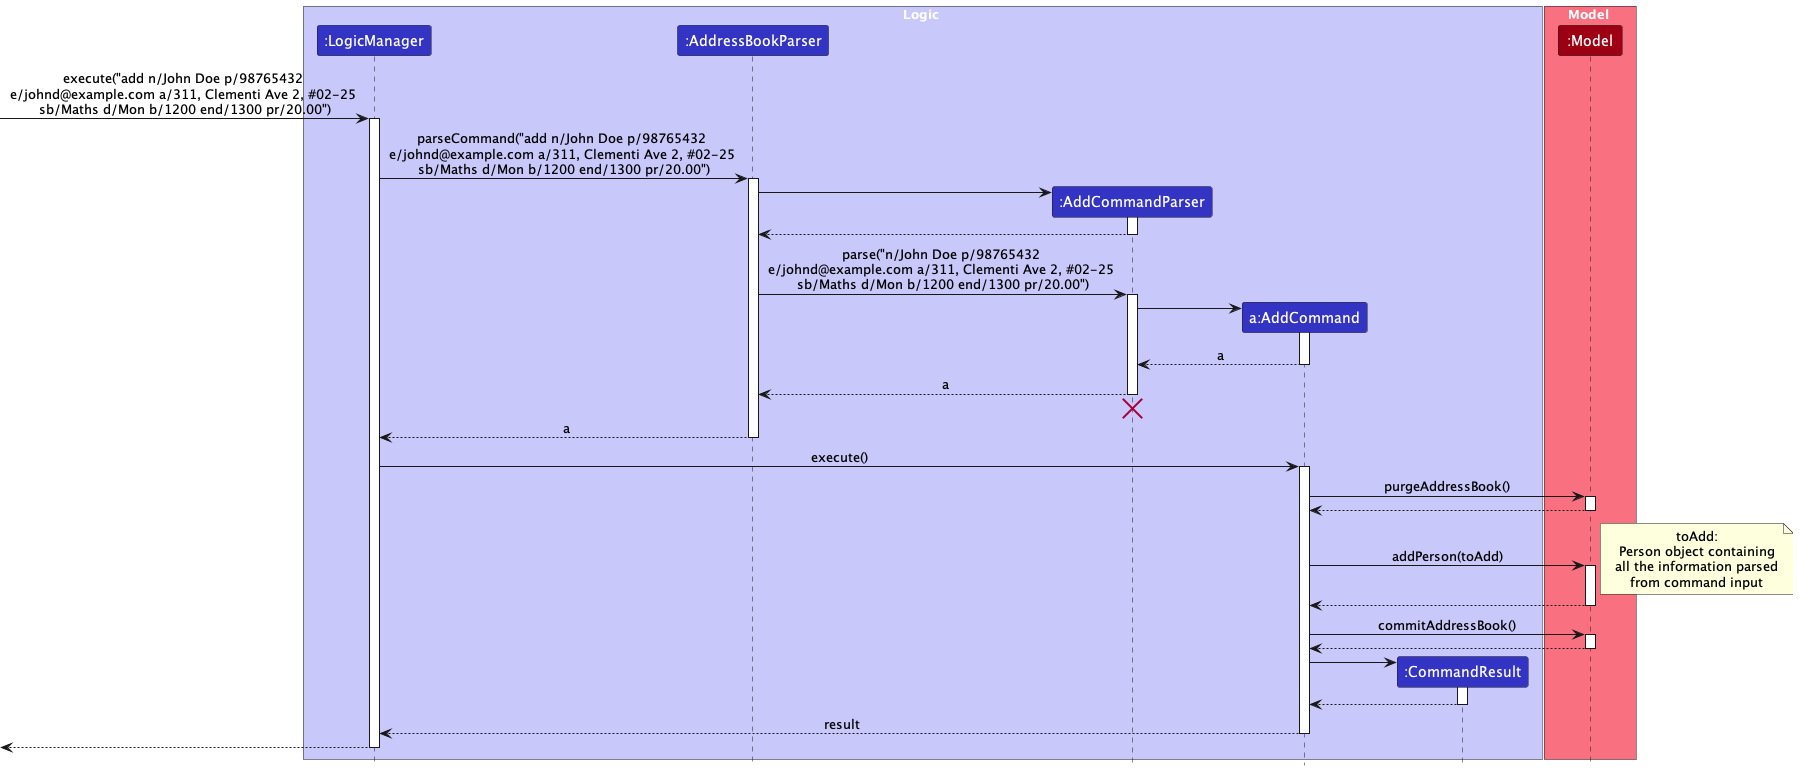 Logic
Model
:LogicManager
:AddressBookParser
:Model
execute("add n/John Doe p/98765432
e/johnd@example.com a/311, Clementi Ave 2, #02-25
sb/Maths d/Mon b/1200 end/1300 pr/20.00")
parseCommand("add n/John Doe p/98765432
e/johnd@example.com a/311, Clementi Ave 2, #02-25
sb/Maths d/Mon b/1200 end/1300 pr/20.00")
:AddCommandParser
parse("n/John Doe p/98765432
e/johnd@example.com a/311, Clementi Ave 2, #02-25
sb/Maths d/Mon b/1200 end/1300 pr/20.00")
a:AddCommand
a
a
a
execute()
purgeAddressBook()
toAdd:
Person object containing
all the information parsed
from command input
addPerson(toAdd)
commitAddressBook()
:CommandResult
result